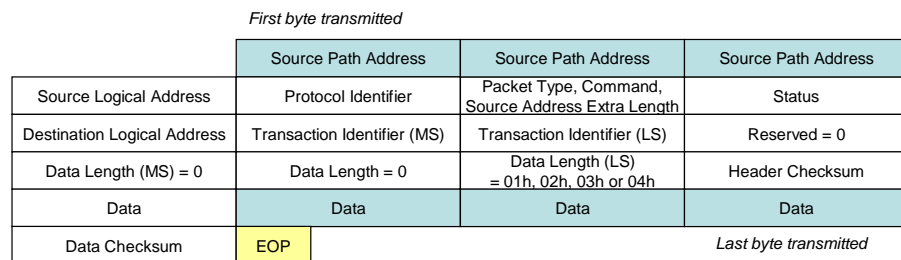 First byte transmitted
Source Path Address
Source Path Address
Source Path Address
Source Logical Address
Protocol Identifier
Packet Type, Command,
Source Address Extra Length
Status
Destination Logical Address
Transaction Identifier (MS)
Transaction Identifier (LS)
Reserved = 0
Data Length (MS) = 0
Data Length = 0
Data Length (LS)
= 01h, 02h, 03h or 04h
Header Checksum
Data
Data
Data
Data
Data Checksum
EOP
Last byte transmitted